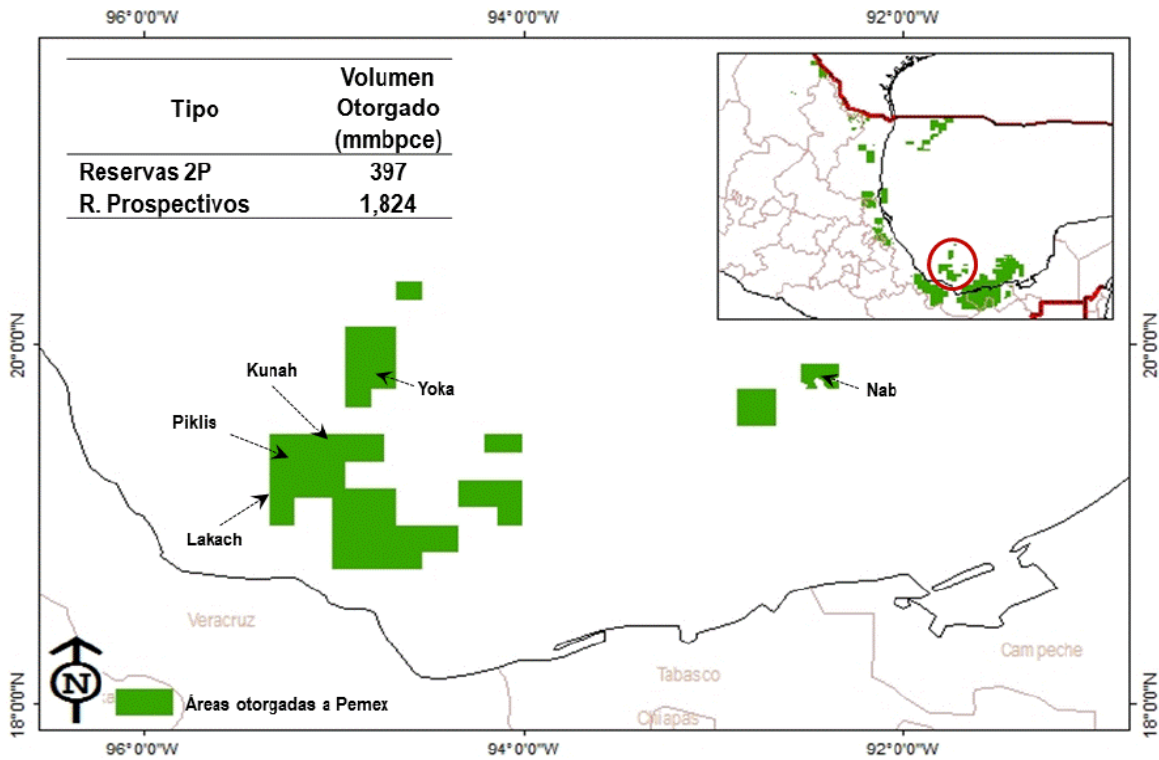 96°0'0"W 94°0'0"W 92°0'0"W
Tipo
Volumen
Otorgado
(mmbpce)
Reservas 2P 397
R. Prospectivos 1,824
20°0'0"N 20°0'0"N
Kunah
Yoka
Nab
Piklis
Lakach
Veracruz
Campeche
Tabasco
N
Áreas otorgadas a Pemex
Chiapas
18°0'0"N 18°0'0"N
96°0'0"W 94°0'0"W 92°0'0"W